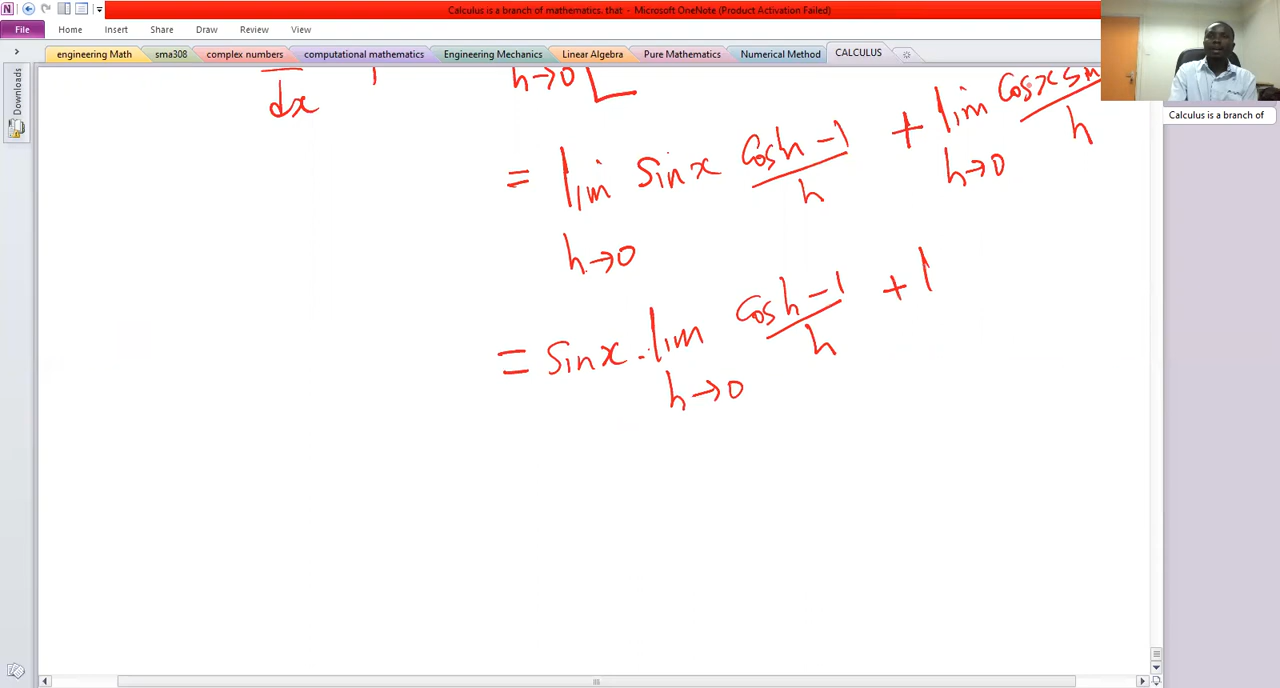 Calculus is a branch of mathematics. that - Microsoft OneNote (Product Activation Failed)
File Home Insert Share Draw Review View
engineering Math sma308 complex numbers computational mathematics Engineering Mechanics Linear Algebra Pure Mathematics Numerical Method CALCULUS
Downloads
Calculus is a branch of
dx h→0 [
= lim h→0 sinx (cosh-1)/h + lim h→0 cosx sin /h
= sinx . lim h→0 (cosh-1)/h + l